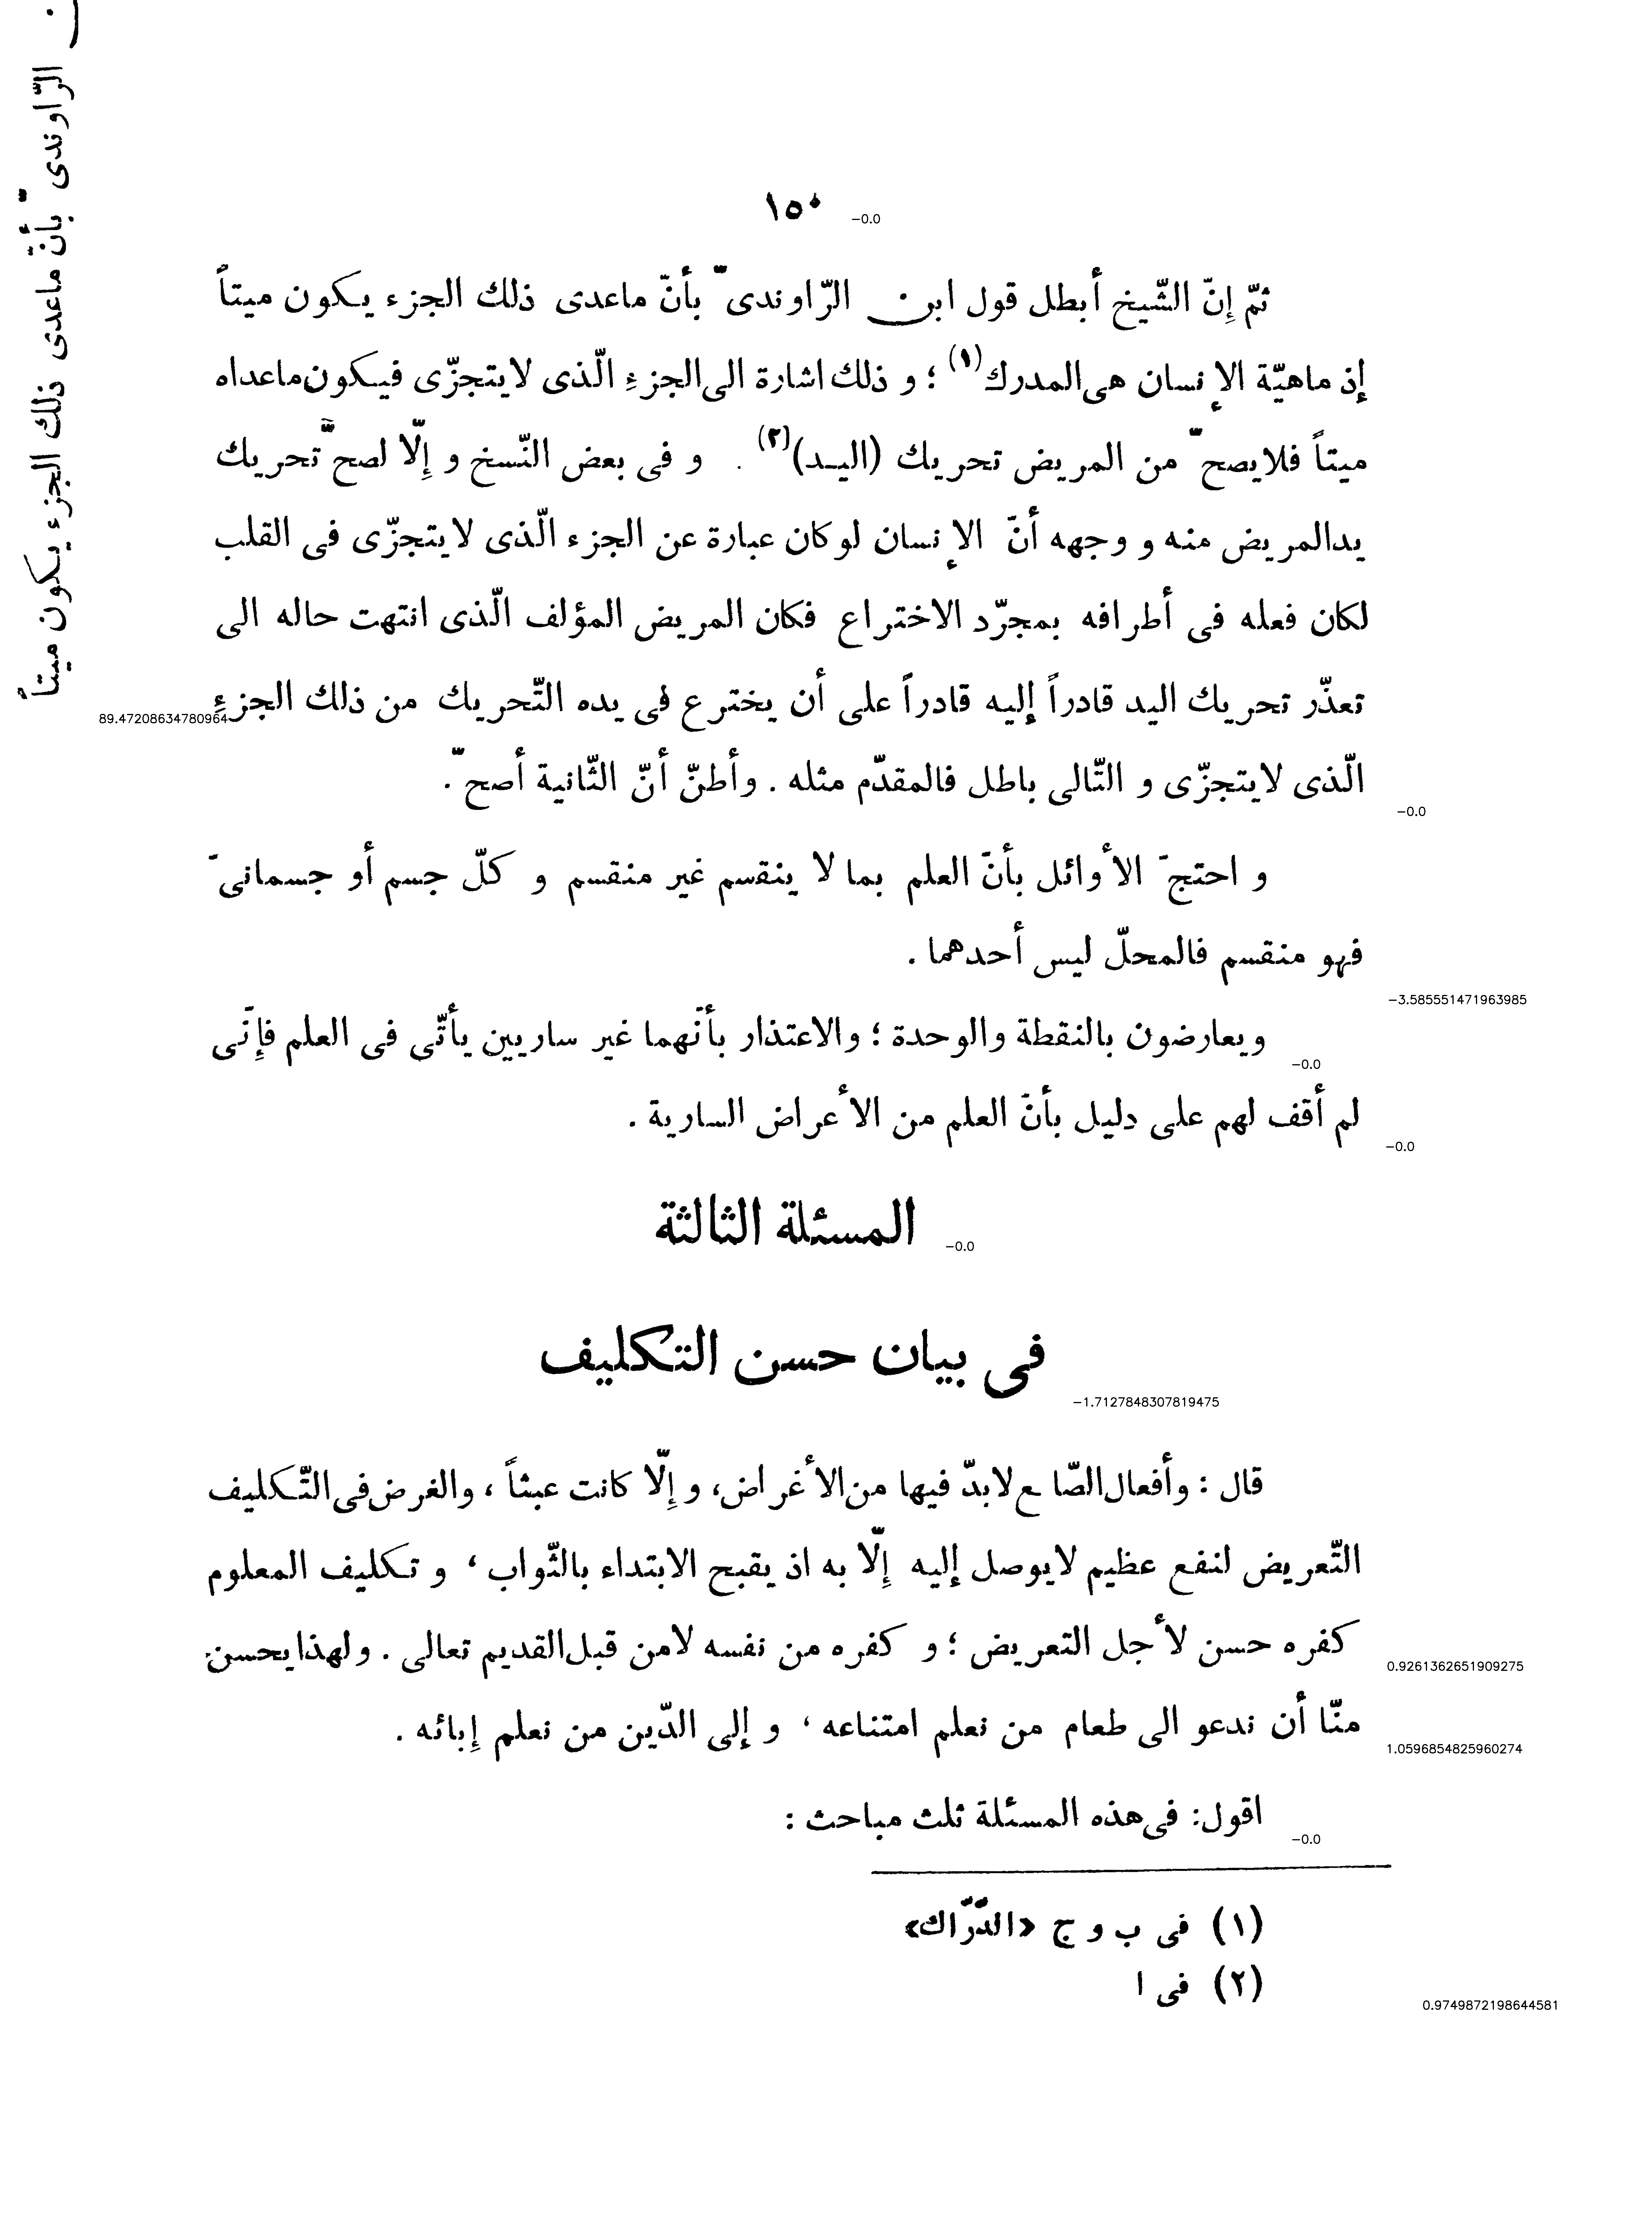 ١٥٠
-0.0
ثمّ إنّ الشّيخ أبطل قول ابن الرّاوندىّ بأنّ ماعدى ذلك الجزء يكون ميتاً
إذ ماهيّة الإنسان هى المدرك(١) ؛ و ذلك اشارة الى الجزءِ الّذى لايتجزّى فيكون ماعداه
ميتاً فلايصحّ من المريض تحريك (اليد)(٢) . و فى بعض النّسخ و إلّا لصحّ تحريك
يد المريض منه و وجهه أنّ الإنسان لوكان عبارة عن الجزء الّذى لايتجزّى فى القلب
لكان فعله فى أطرافه بمجرّد الاختراع فكان المريض المؤلف الّذى انتهت حاله الى
تعذّر تحريك اليد قادراً إليه قادراً على أن يخترع فى يده التّحريك من ذلك الجزءِ
الّذى لايتجزّى و التّالى باطل فالمقدّم مثله . وأظنّ أنّ الثّانية أصحّ .
-0.0
و احتجّ الأوائل بأنّ العلم بما لا ينقسم غير منقسم و كلّ جسم أو جسمانىّ
فهو منقسم فالمحلّ ليس أحدهما .
-3.585551471963985
ويعارضون بالنقطة والوحدة ؛ والاعتذار بأنّهما غير ساريين يأتّى فى العلم فإنّى
-0.0
لم أقف لهم على دليل بأنّ العلم من الأعراض السارية .
-0.0
المسئلة الثالثة
-0.0
فى بيان حسن التكليف
-1.7127848307819475
قال : وأفعال الصّا ع لابدّ فيها من الأغراض، و إلّا كانت عبثاً ، والغرض فى التّكليف
التّعريض لنفع عظيم لايوصل إليه إلّا به اذ يقبح الابتداء بالثّواب ، و تكليف المعلوم
كفره حسن لأجل التعريض ؛ و كفره من نفسه لامن قبل القديم تعالى . ولهذا يحسن
0.9261362651909275
منّا أن ندعو الى طعام من نعلم امتناعه ، و إلى الدّين من نعلم إبائه .
1.0596854825960274
اقول: فى هذه المسئلة ثلث مباحث :
-0.0
(١) فى ب و ج «الدّرّاك»
(٢) فى ا
0.9749872198644581
ن الرّاوندىّ بأنّ ماعدى ذلك الجزء يكون ميتاً
89.47208634780964